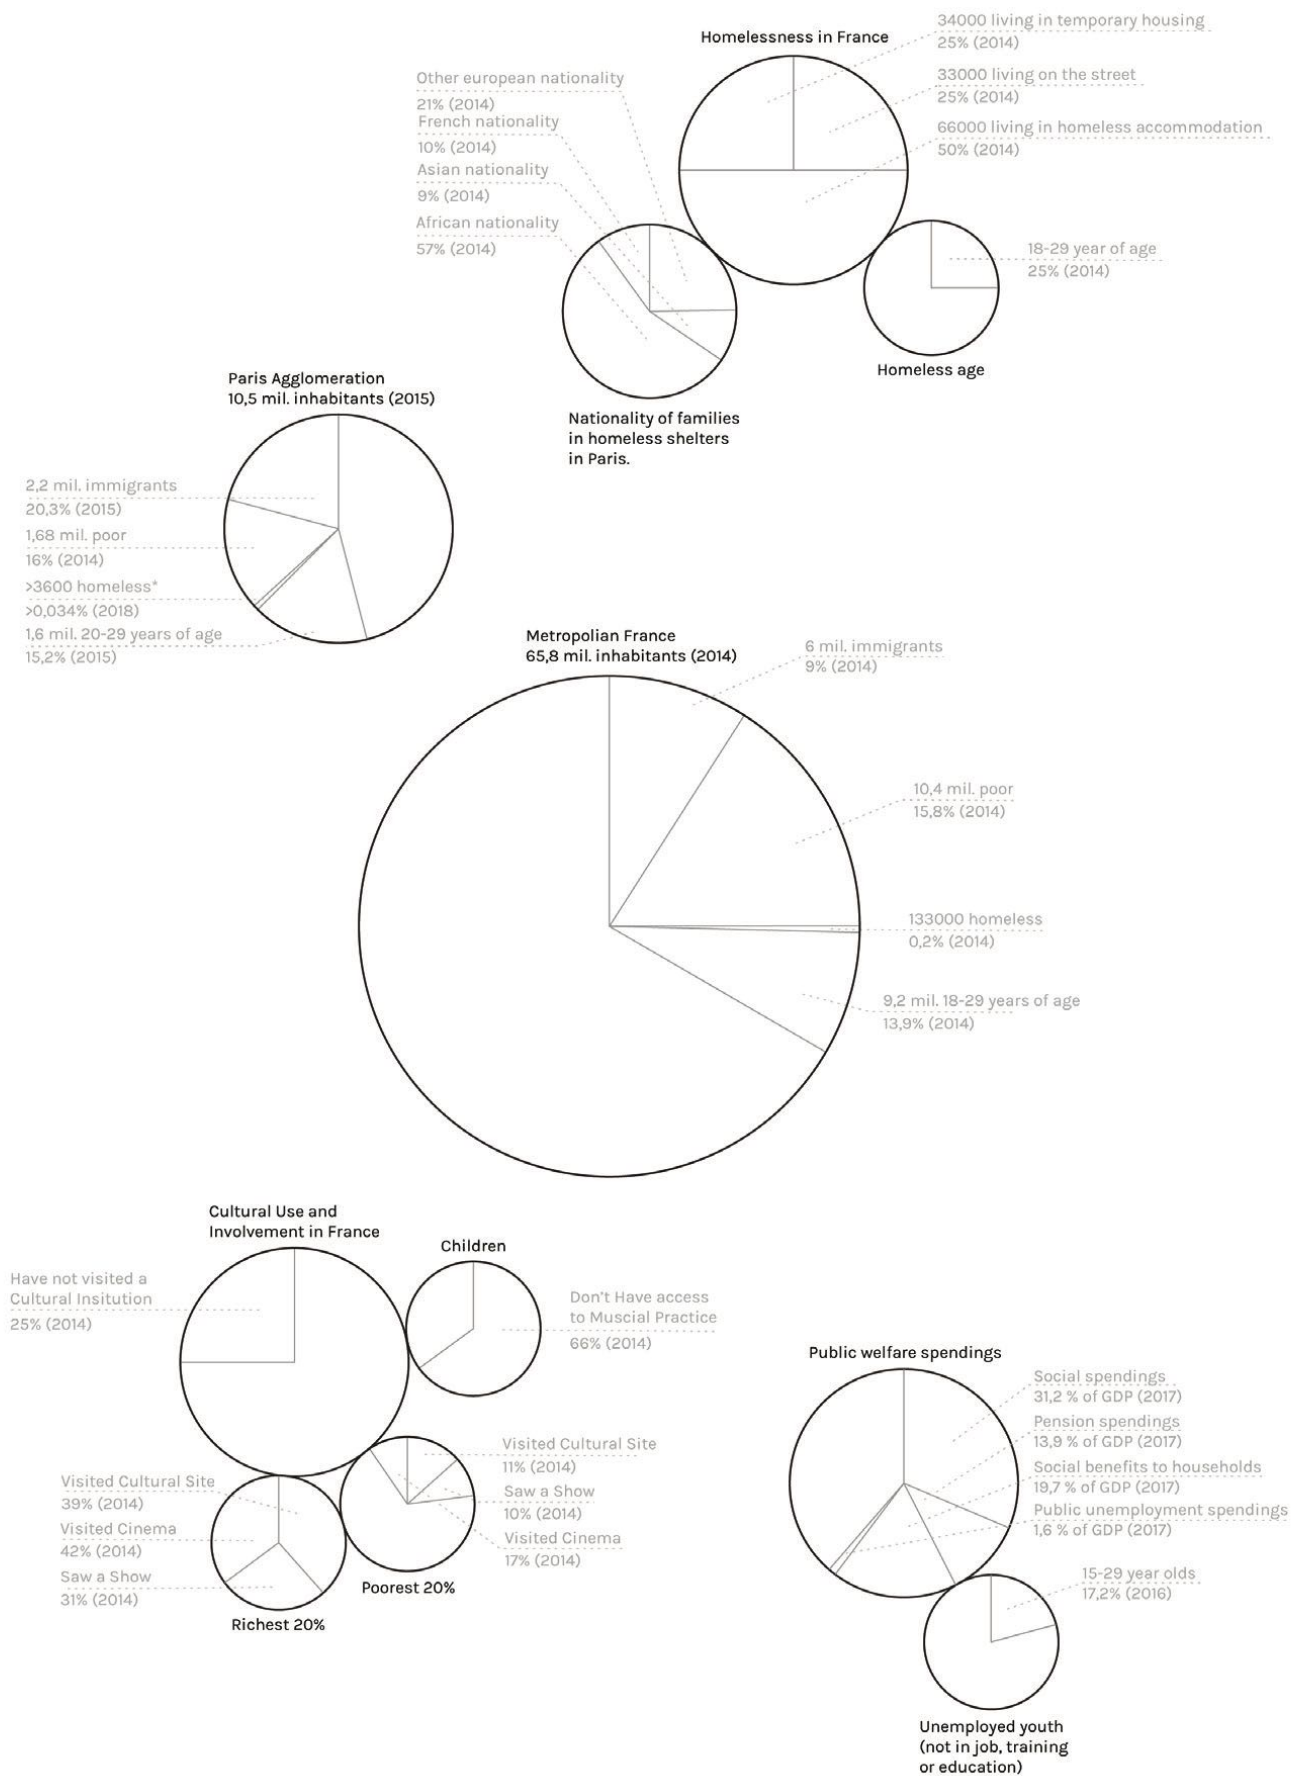 Homelessness in France
34000 living in temporary housing
25% (2014)
33000 living on the street
25% (2014)
66000 living in homeless accommodation
50% (2014)
Other european nationality
21% (2014)
French nationality
10% (2014)
Asian nationality
9% (2014)
African nationality
57% (2014)
18-29 year of age
25% (2014)
Homeless age
Nationality of families
in homeless shelters
in Paris.
Paris Agglomeration
10,5 mil. inhabitants (2015)
2,2 mil. immigrants
20,3% (2015)
1,68 mil. poor
16% (2014)
>3600 homeless*
>0,034% (2018)
1,6 mil. 20-29 years of age
15,2% (2015)
Metropolian France
65,8 mil. inhabitants (2014)
6 mil. immigrants
9% (2014)
10,4 mil. poor
15,8% (2014)
133000 homeless
0,2% (2014)
9,2 mil. 18-29 years of age
13,9% (2014)
Cultural Use and
Involvement in France
Have not visited a
Cultural Insitution
25% (2014)
Children
Don't Have access
to Muscial Practice
66% (2014)
Visited Cultural Site
11% (2014)
Saw a Show
10% (2014)
Visited Cinema
17% (2014)
Poorest 20%
Visited Cultural Site
39% (2014)
Visited Cinema
42% (2014)
Saw a Show
31% (2014)
Richest 20%
Public welfare spendings
Social spendings
31,2 % of GDP (2017)
Pension spendings
13,9 % of GDP (2017)
Social benefits to households
19,7 % of GDP (2017)
Public unemployment spendings
1,6 % of GDP (2017)
15-29 year olds
17,2% (2016)
Unemployed youth
(not in job, training
or education)